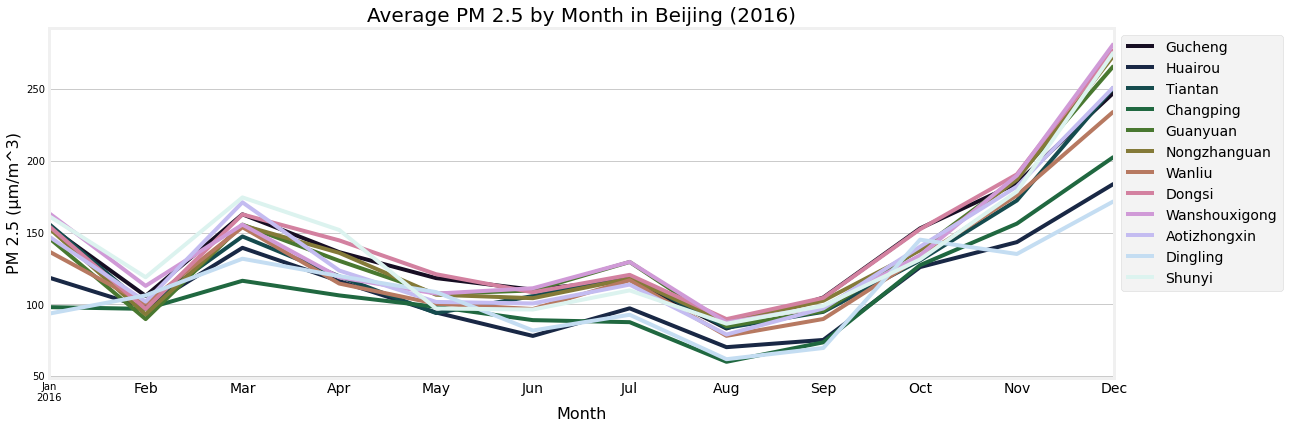 Average PM 2.5 by Month in Beijing (2016)
PM 2.5 (µm/m^3)
250
200
150
100
50
Jan
2016
Feb
Mar
Apr
May
Jun
Jul
Aug
Sep
Oct
Nov
Dec
Month
Gucheng
Huairou
Tiantan
Changping
Guanyuan
Nongzhanguan
Wanliu
Dongsi
Wanshouxigong
Aotizhongxin
Dingling
Shunyi